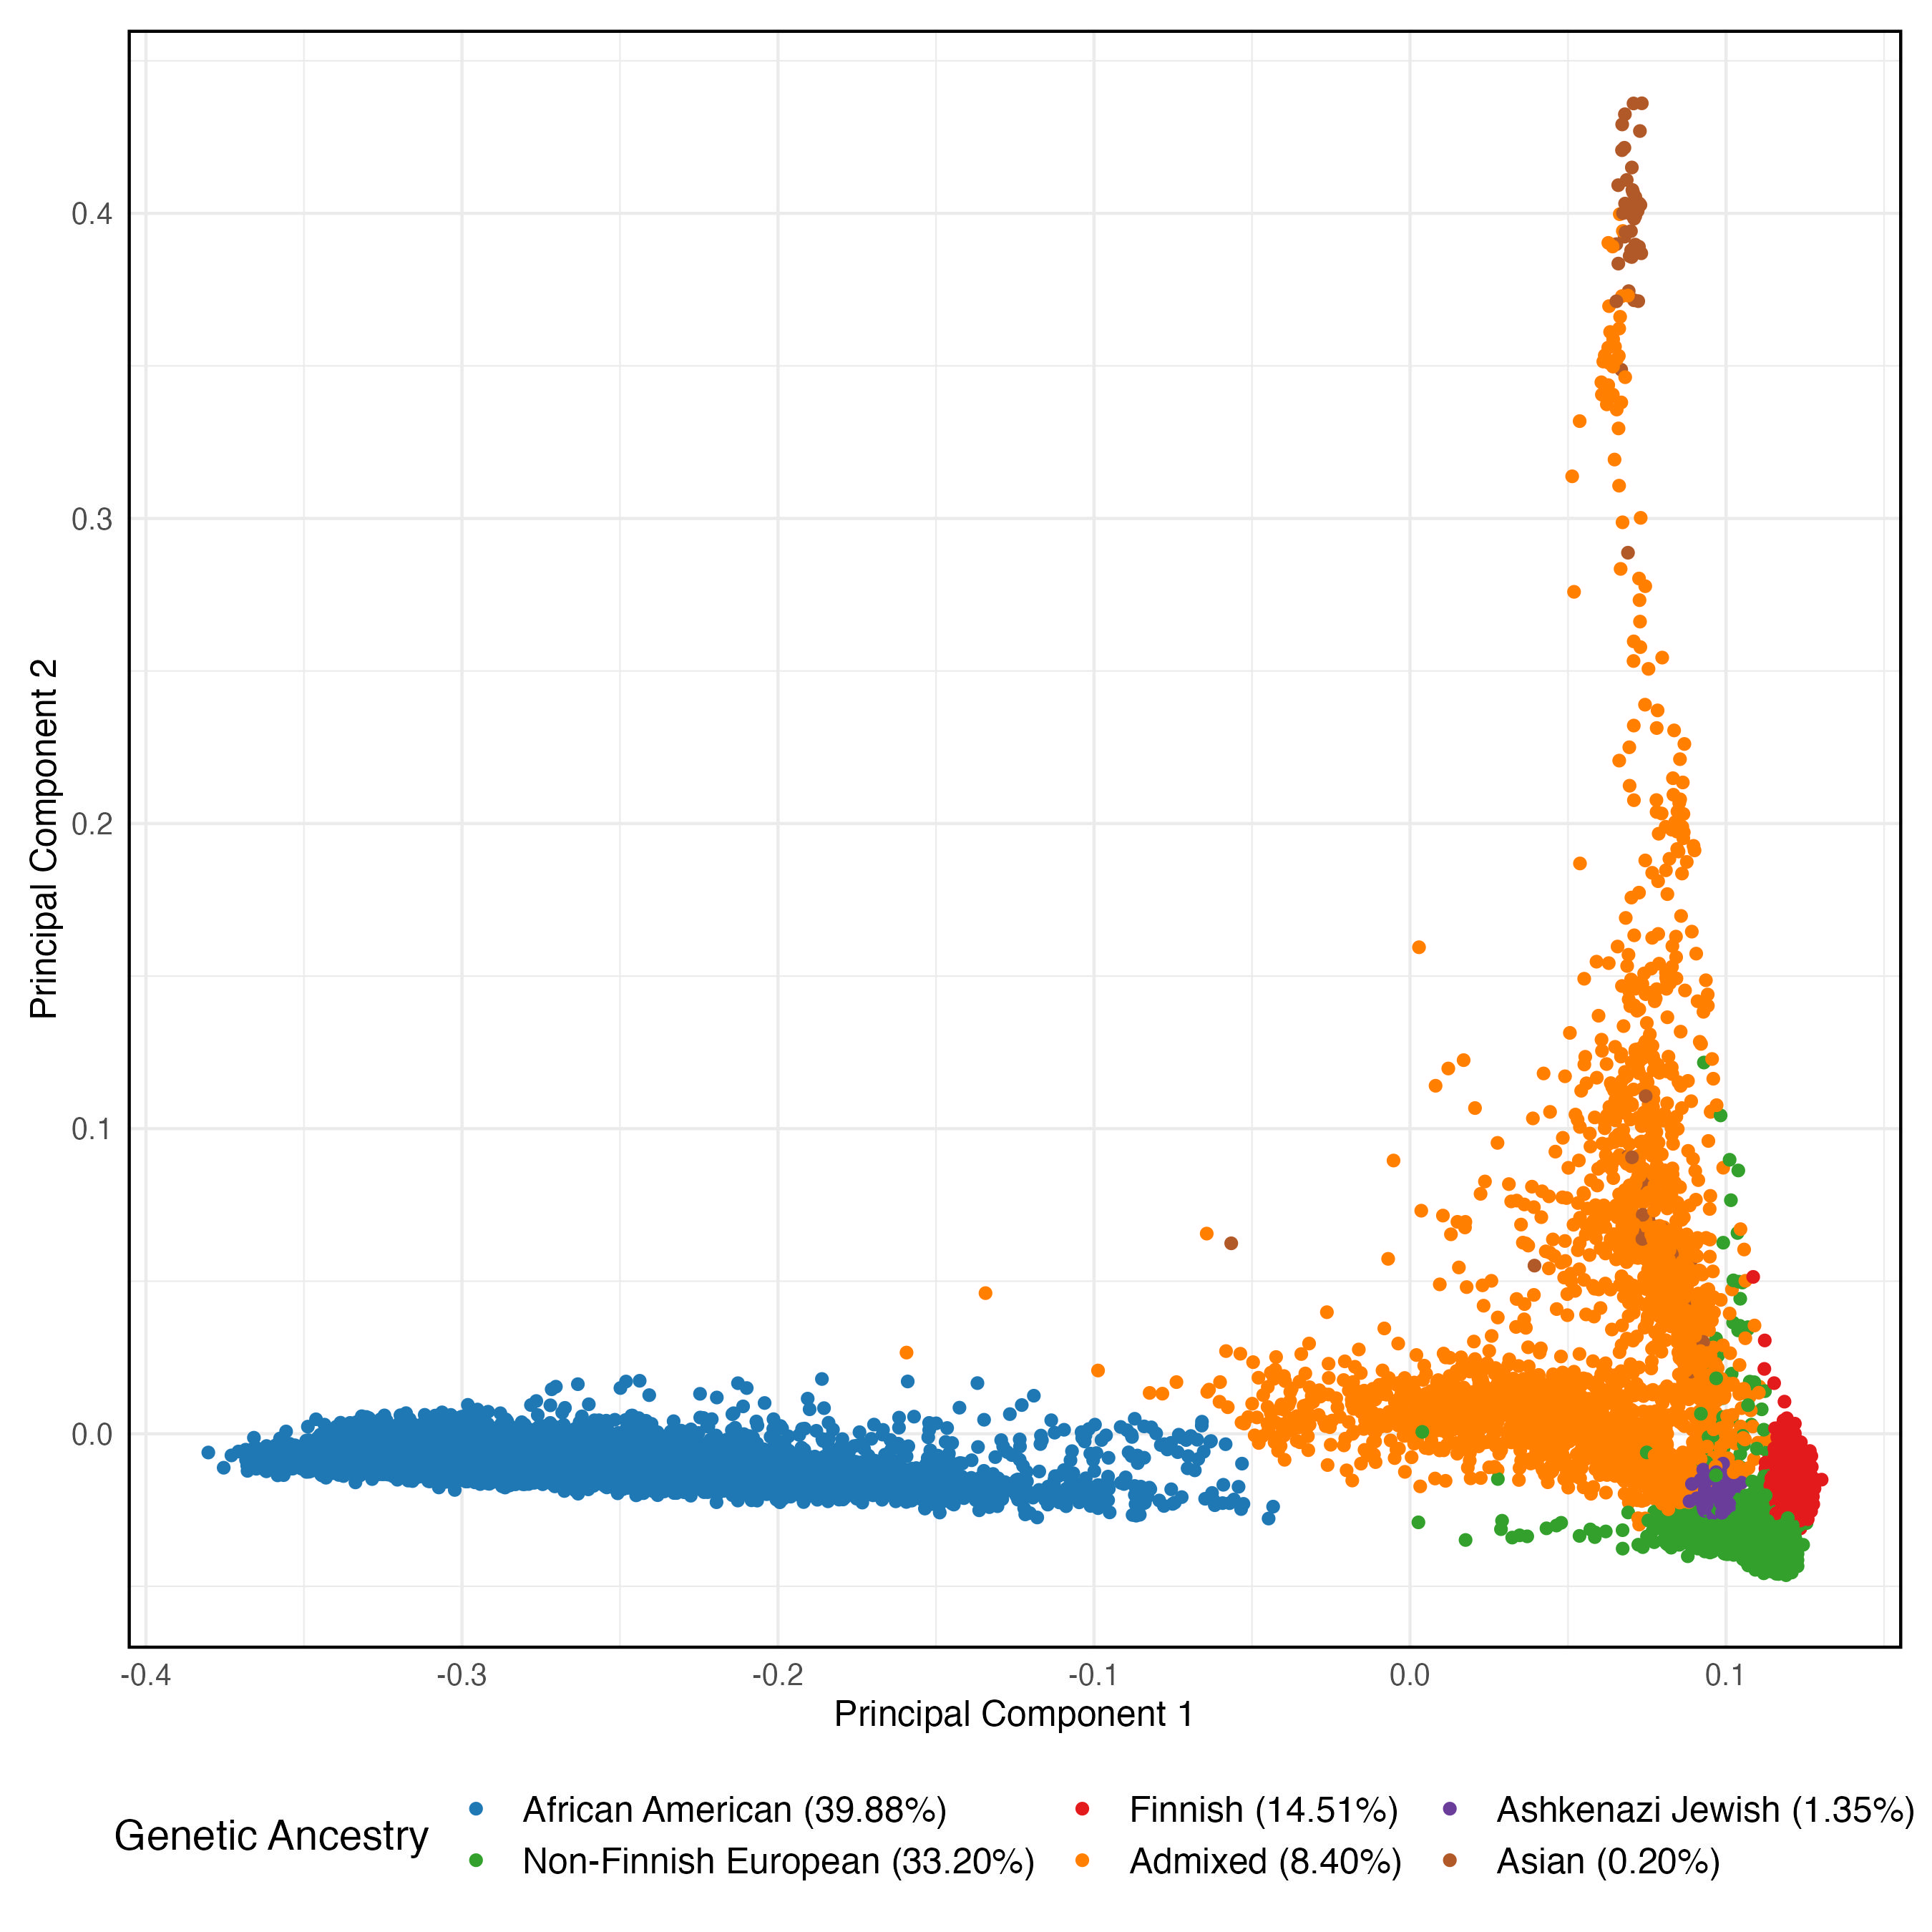 0.4
0.3
0.2
0.1
0.0
Principal Component 2
-0.4 -0.3 -0.2 -0.1 0.0 0.1
Principal Component 1
Genetic Ancestry
African American (39.88%) Finnish (14.51%) Ashkenazi Jewish (1.35%)
Non-Finnish European (33.20%) Admixed (8.40%) Asian (0.20%)